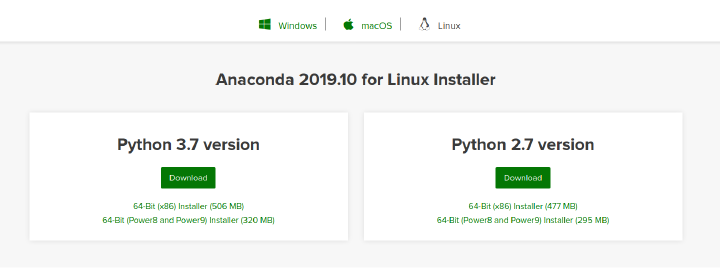 Windows macOS Linux
Anaconda 2019.10 for Linux Installer
Python 3.7 version
Download
64-Bit (x86) Installer (506 MB)
64-Bit (Power8 and Power9) Installer (320 MB)
Python 2.7 version
Download
64-Bit (x86) Installer (477 MB)
64-Bit (Power8 and Power9) Installer (295 MB)